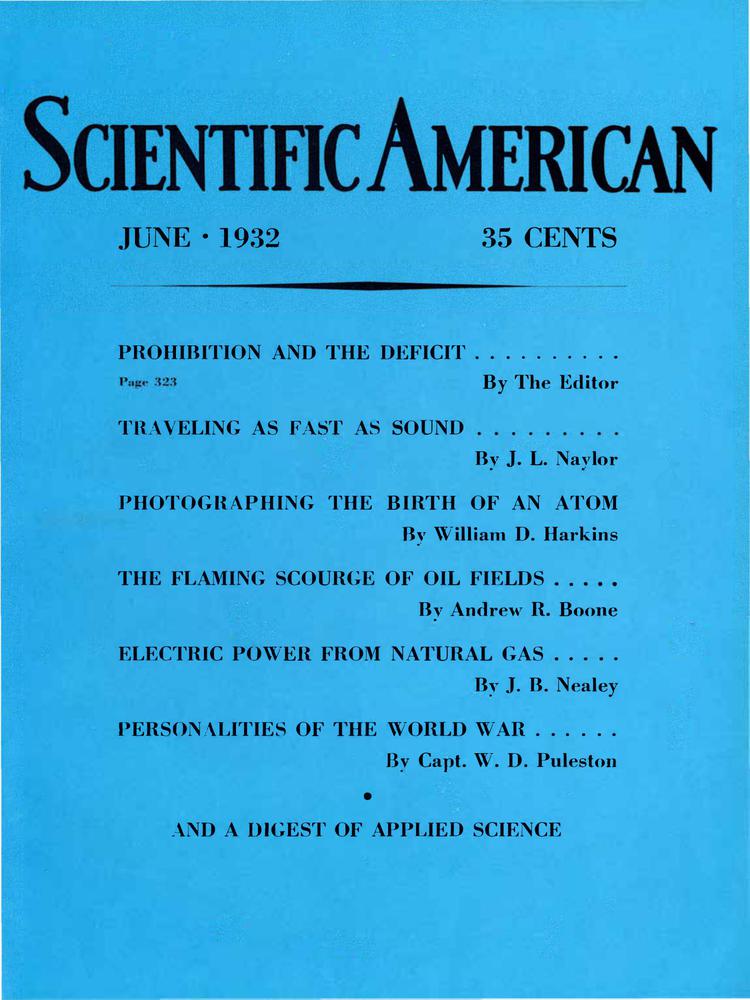 SCIENTIFIC AMERICAN
JUNE · 1932 35 CENTS
PROHIBITION AND THE DEFICIT . . . . . . . . . .
Page 323 By The Editor
TRAVELING AS FAST AS SOUND . . . . . . . . .
By J. L. Naylor
PHOTOGRAPHING THE BIRTH OF AN ATOM
By William D. Harkins
THE FLAMING SCOURGE OF OIL FIELDS . . . . .
By Andrew R. Boone
ELECTRIC POWER FROM NATURAL GAS . . . . .
By J. B. Nealey
PERSONALITIES OF THE WORLD WAR . . . . . .
By Capt. W. D. Puleston
•
AND A DIGEST OF APPLIED SCIENCE